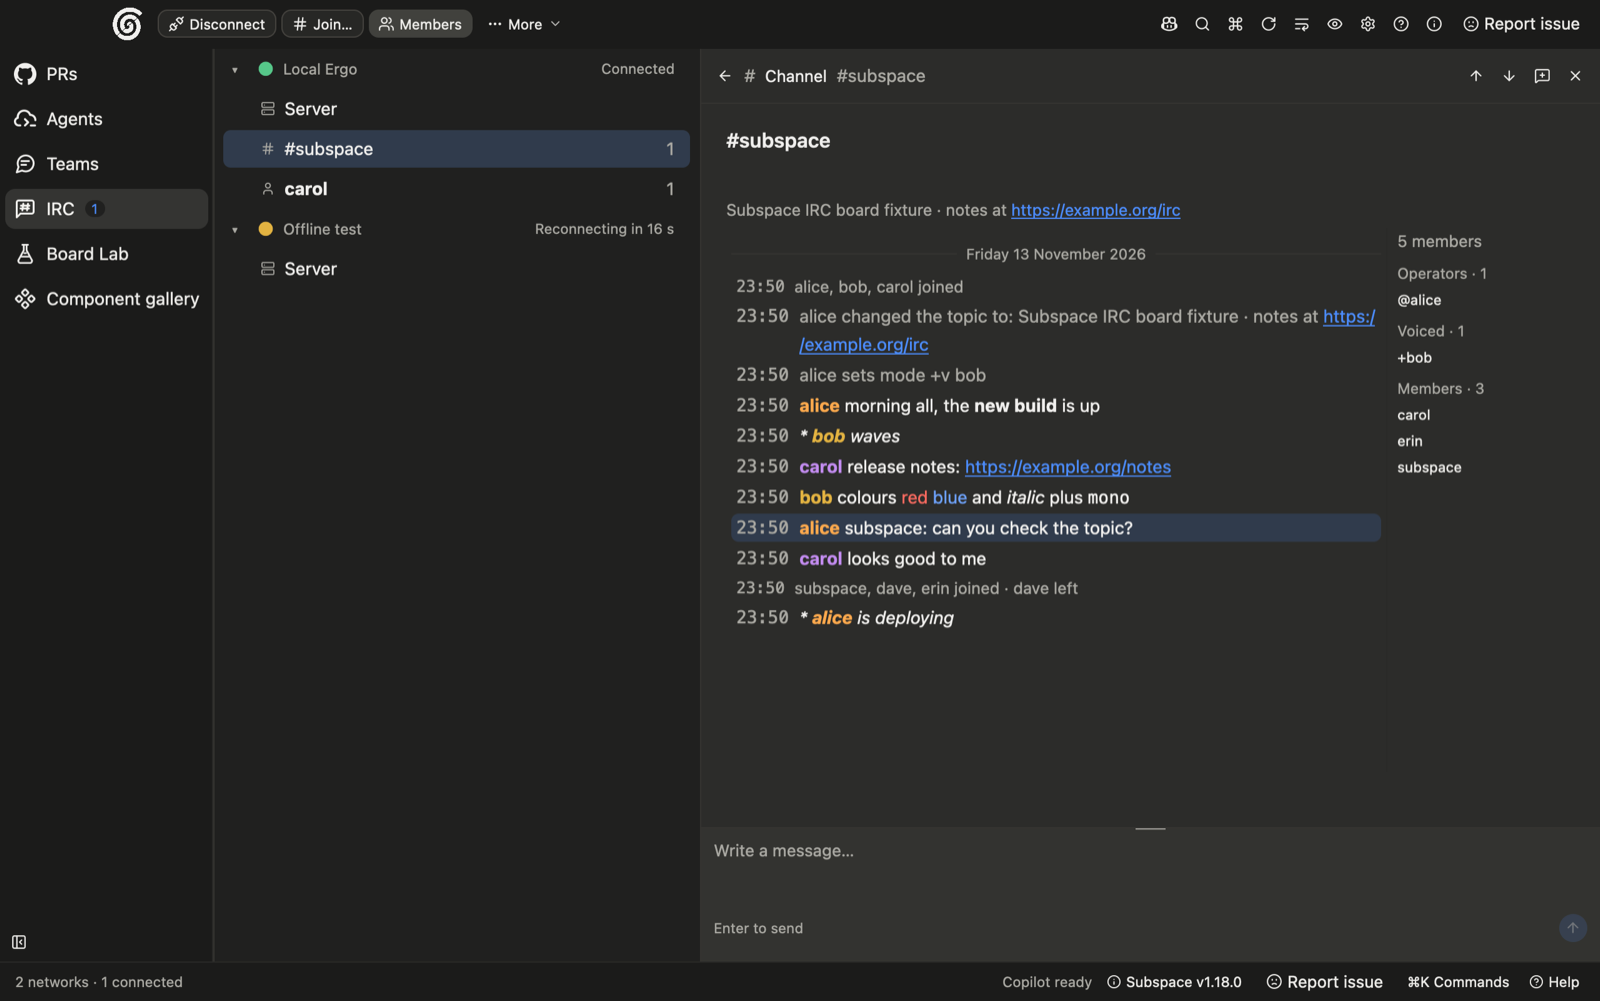 Disconnect
# Join...
Members
··· More
Report issue
PRs
Agents
Teams
IRC 1
Board Lab
Component gallery
Local Ergo Connected
Server
# #subspace 1
carol 1
Offline test Reconnecting in 16 s
Server
# Channel #subspace
#subspace
Subspace IRC board fixture · notes at https://example.org/irc
Friday 13 November 2026
23:50 alice, bob, carol joined
23:50 alice changed the topic to: Subspace IRC board fixture · notes at https:/
/example.org/irc
23:50 alice sets mode +v bob
23:50 alice morning all, the new build is up
23:50 * bob waves
23:50 carol release notes: https://example.org/notes
23:50 bob colours red blue and italic plus mono
23:50 alice subspace: can you check the topic?
23:50 carol looks good to me
23:50 subspace, dave, erin joined · dave left
23:50 * alice is deploying
5 members
Operators · 1
@alice
Voiced · 1
+bob
Members · 3
carol
erin
subspace
Write a message...
Enter to send
2 networks · 1 connected
Copilot ready
Subspace v1.18.0
Report issue
⌘K Commands
Help